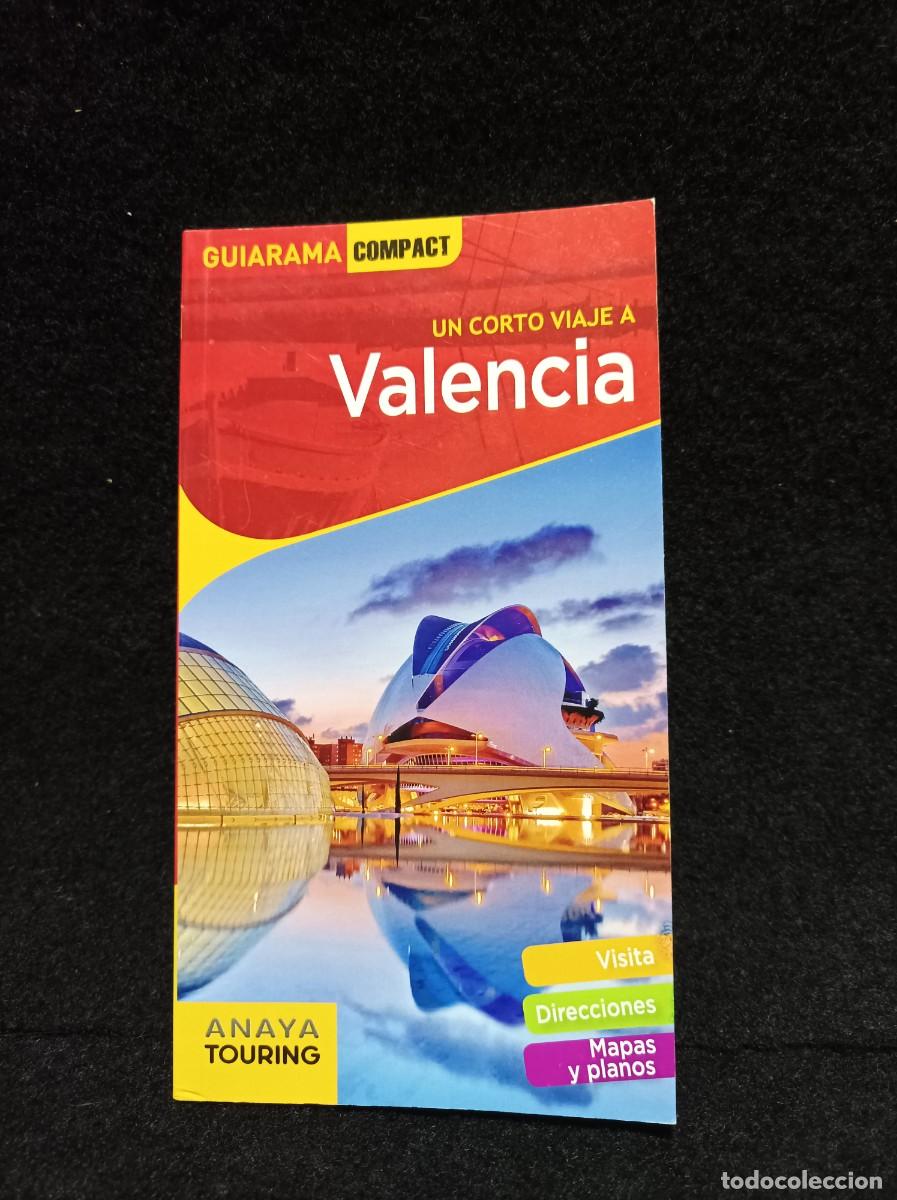 GUIARAMA COMPACT
UN CORTO VIAJE A
Valencia
Visita
Direcciones
Mapas
y planos
ANAYA
TOURING
todocoleccion